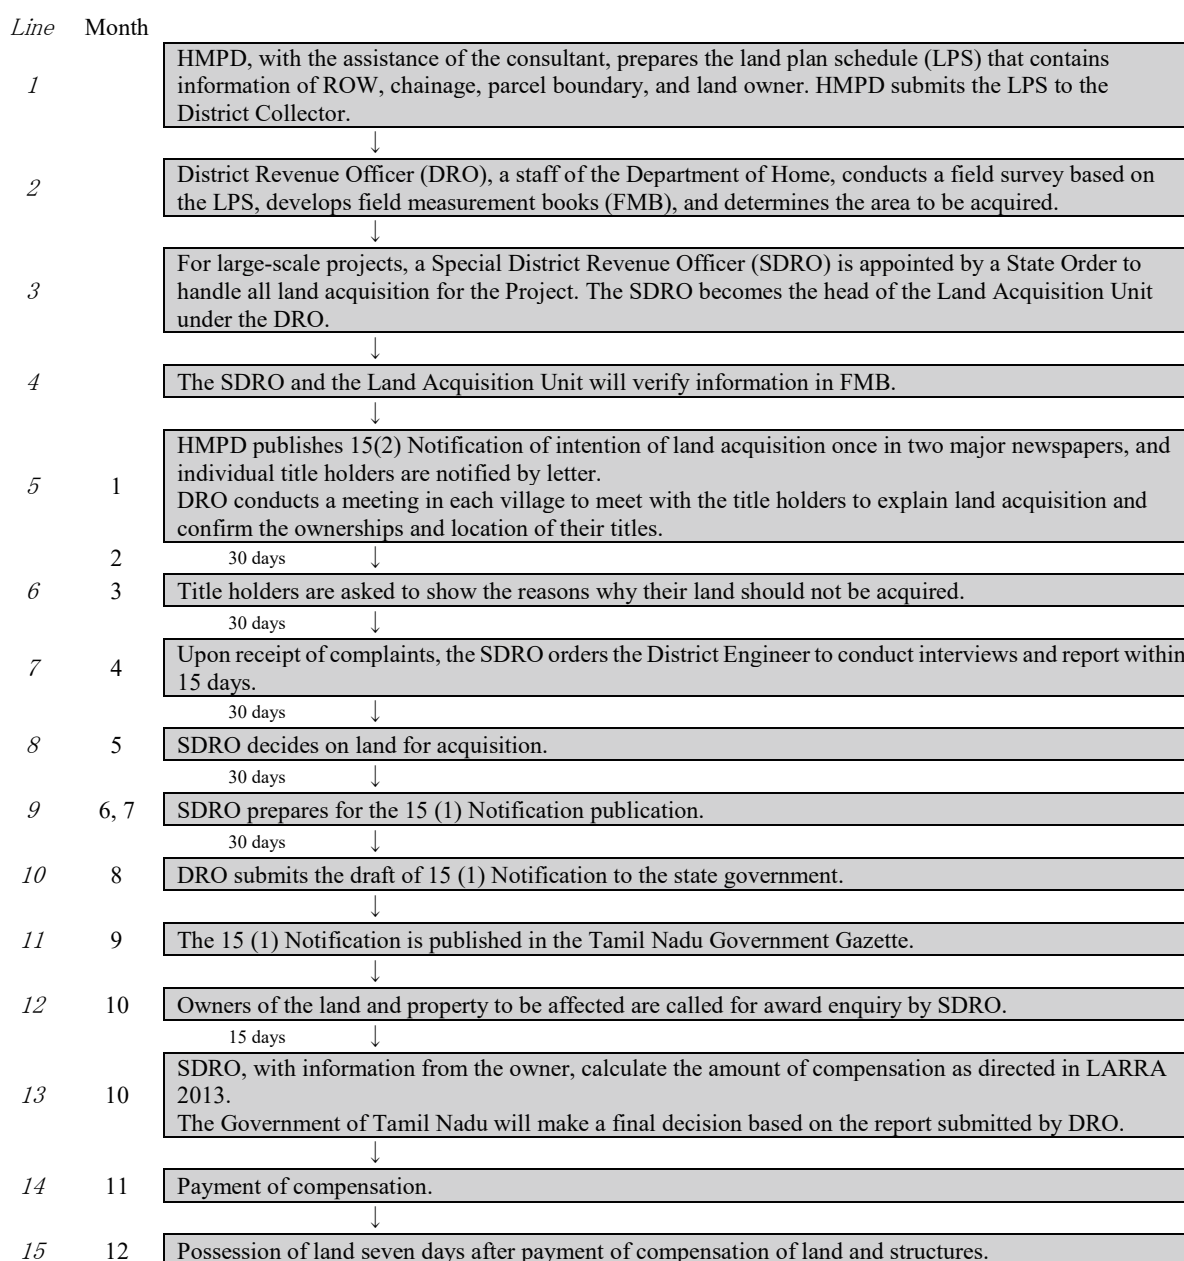 Line Month
HMPD, with the assistance of the consultant, prepares the land plan schedule (LPS) that contains
1 information of ROW, chainage, parcel boundary, and land owner. HMPD submits the LPS to the
District Collector.
↓
District Revenue Officer (DRO), a staff of the Department of Home, conducts a field survey based on
2 the LPS, develops field measurement books (FMB), and determines the area to be acquired.
↓
For large-scale projects, a Special District Revenue Officer (SDRO) is appointed by a State Order to
3 handle all land acquisition for the Project. The SDRO becomes the head of the Land Acquisition Unit
under the DRO.
↓
4 The SDRO and the Land Acquisition Unit will verify information in FMB.
↓
HMPD publishes 15(2) Notification of intention of land acquisition once in two major newspapers, and
5 1 individual title holders are notified by letter.
DRO conducts a meeting in each village to meet with the title holders to explain land acquisition and
confirm the ownerships and location of their titles.
2 30 days ↓
6 3 Title holders are asked to show the reasons why their land should not be acquired.
30 days ↓
7 4 Upon receipt of complaints, the SDRO orders the District Engineer to conduct interviews and report within
15 days.
30 days ↓
8 5 SDRO decides on land for acquisition.
30 days ↓
9 6, 7 SDRO prepares for the 15 (1) Notification publication.
30 days ↓
10 8 DRO submits the draft of 15 (1) Notification to the state government.
↓
11 9 The 15 (1) Notification is published in the Tamil Nadu Government Gazette.
↓
12 10 Owners of the land and property to be affected are called for award enquiry by SDRO.
15 days ↓
SDRO, with information from the owner, calculate the amount of compensation as directed in LARRA
13 10 2013.
The Government of Tamil Nadu will make a final decision based on the report submitted by DRO.
↓
14 11 Payment of compensation.
↓
15 12 Possession of land seven days after payment of compensation of land and structures.